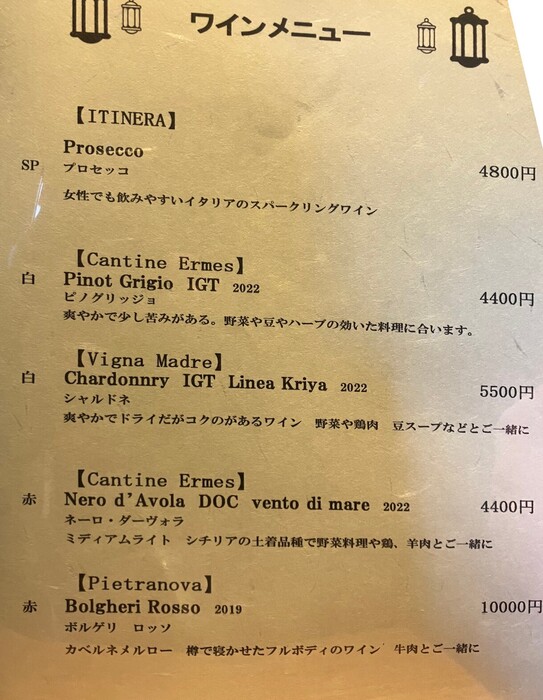 ワインメニュー
【ITINERA】
Prosecco
SP プロセッコ 4800円
女性でも飲みやすいイタリアのスパークリングワイン
【Cantine Ermes】
白 Pinot Grigio IGT 2022
ピノグリッジョ 4400円
爽やかで少し苦みがある。野菜や豆やハーブの効いた料理に合います。
【Vigna Madre】
白 Chardonnry IGT Linea Kriya 2022 5500円
シャルドネ
爽やかでドライだがコクのがあるワイン 野菜や鶏肉 豆スープなどとご一緒に
【Cantine Ermes】
赤 Nero d'Avola DOC vento di mare 2022 4400円
ネーロ・ダーヴォラ
ミディアムライト シチリアの土着品種で野菜料理や鶏、羊肉とご一緒に
【Pietranova】
赤 Bolgheri Rosso 2019 10000円
ボルゲリ ロッソ
カベルネメルロー 樽で寝かせたフルボディのワイン 牛肉とご一緒に